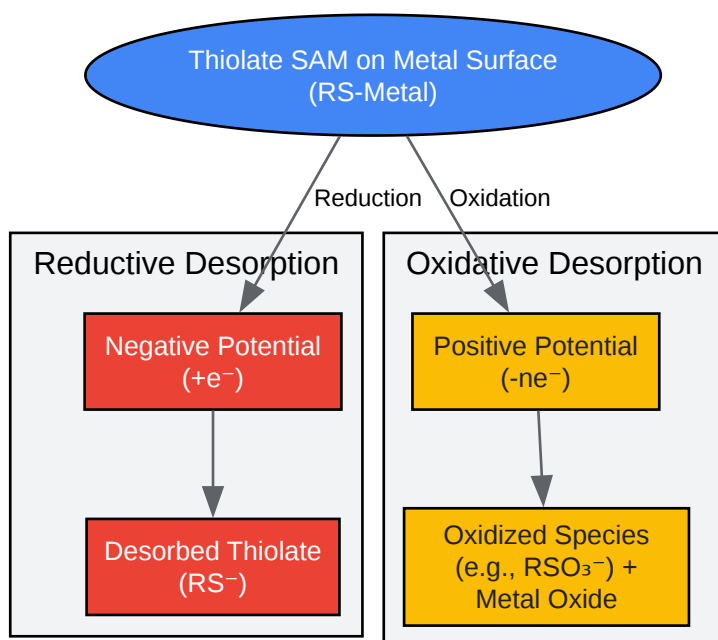 Thiolate SAM on Metal Surface
(RS-Metal)
Reduction
Oxidation
Reductive Desorption
Negative Potential
(+e⁻)
Desorbed Thiolate
(RS⁻)
Oxidative Desorption
Positive Potential
(-ne⁻)
Oxidized Species
(e.g., RSO₃⁻) +
Metal Oxide